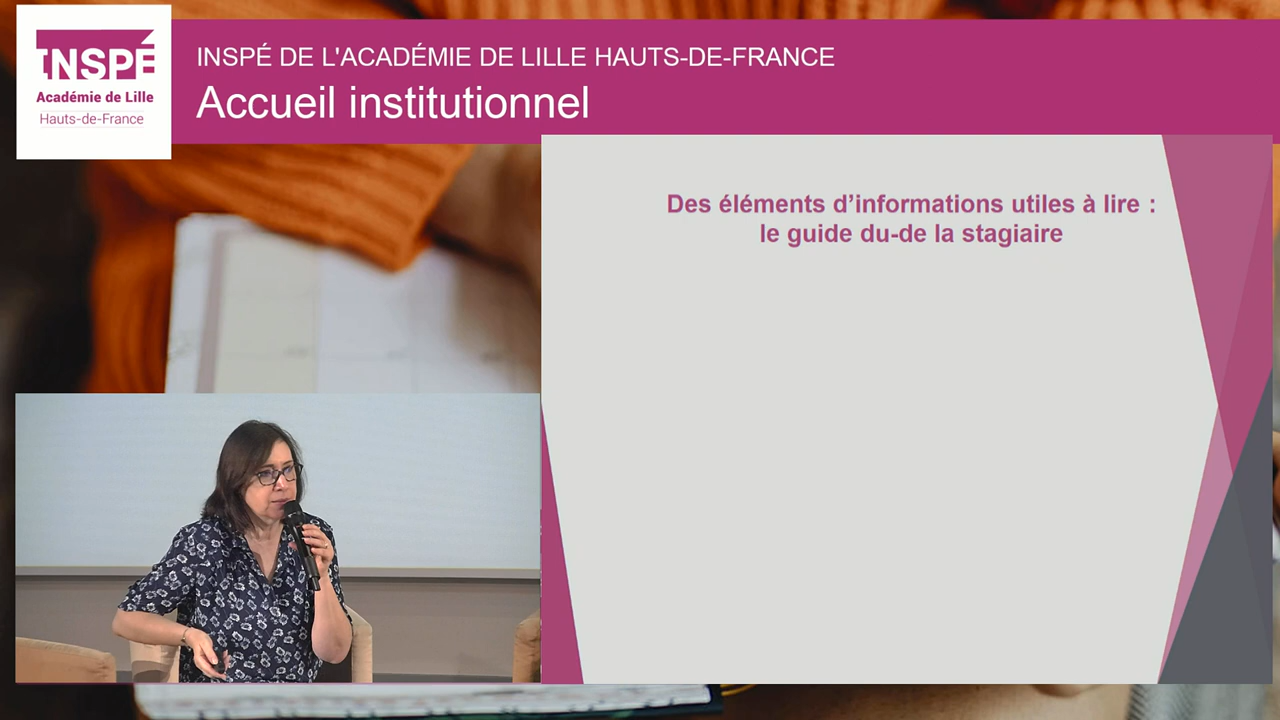 INSPÉ
Académie de Lille
Hauts-de-France
INSPÉ DE L'ACADÉMIE DE LILLE HAUTS-DE-FRANCE
Accueil institutionnel
Des éléments d’informations utiles à lire :
le guide du-de la stagiaire